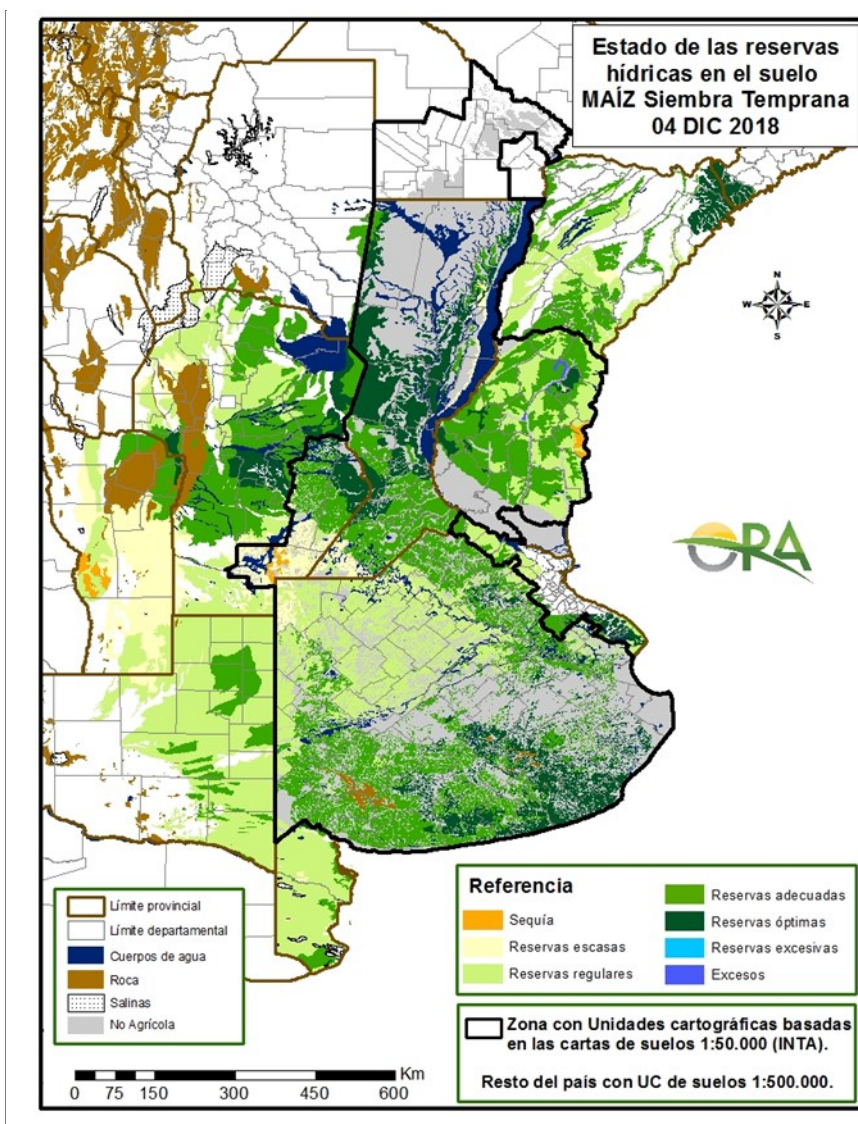 Estado de las reservas
hídricas en el suelo
MAÍZ Siembra Temprana
04 DIC 2018
N
W E
S
ORA
Límite provincial
Límite departamental
Cuerpos de agua
Roca
Salinas
No Agrícola
Km
0 75 150 300 450 600
Referencia
Sequía
Reservas escasas
Reservas regulares
Reservas adecuadas
Reservas óptimas
Reservas excesivas
Excesos
Zona con Unidades cartográficas basadas
en las cartas de suelos 1:50.000 (INTA).
Resto del país con UC de suelos 1:500.000.